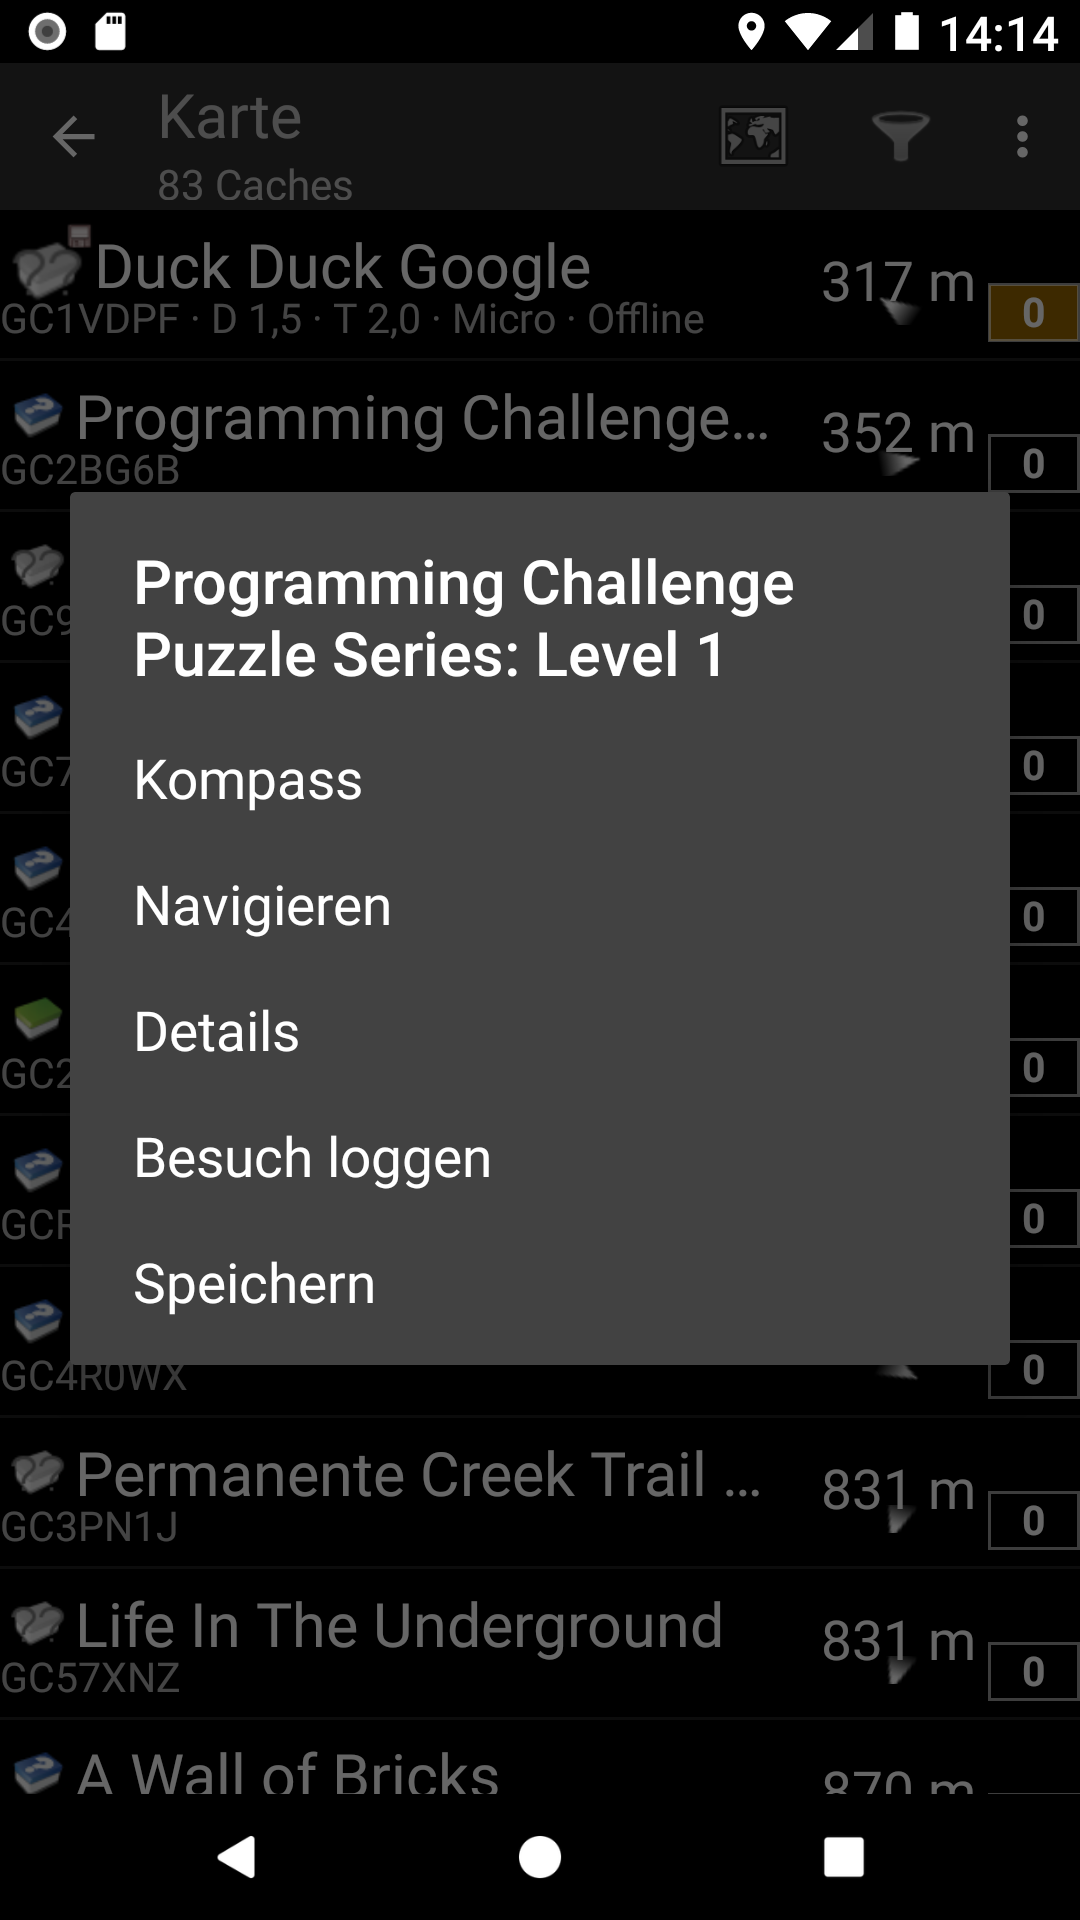 14:14
Karte
83 Caches
Duck Duck Google
317 m
GC1VDPF · D 1,5 · T 2,0 · Micro · Offline
0
Programming Challenge...
352 m
GC2BG6B
0
Programming Challenge
Puzzle Series: Level 1
Kompass
Navigieren
Details
Besuch loggen
Speichern
GC9
0
GC7
0
GC4
0
GC2
0
0
GC4R0WX
0
Permanente Creek Trail ...
831 m
GC3PN1J
0
Life In The Underground
831 m
GC57XNZ
0
A Wall of Bricks
870 m